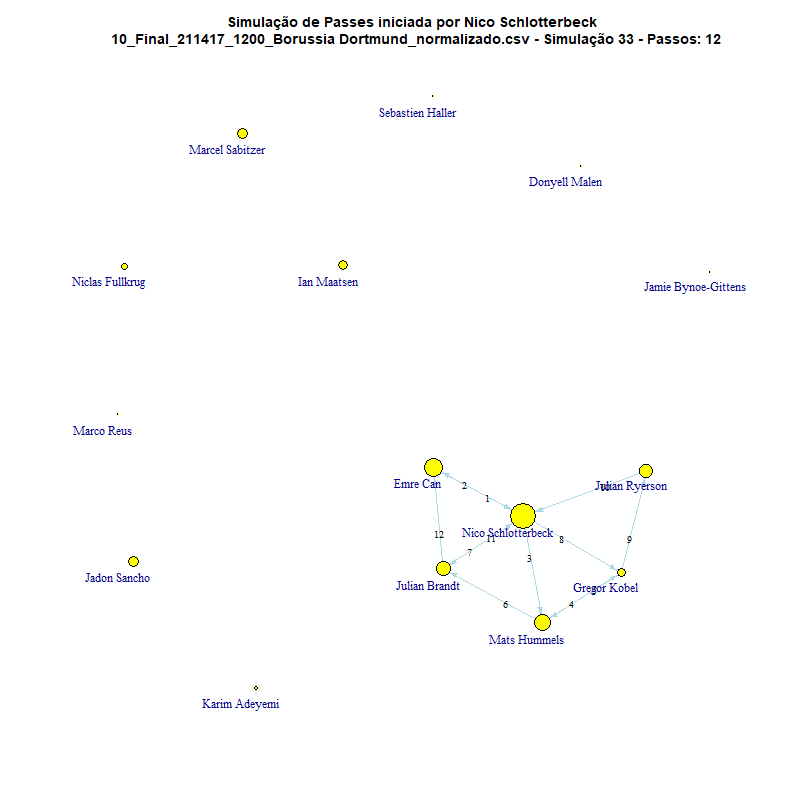 Simulação de Passes iniciada por Nico Schlotterbeck
10_Final_211417_1200_Borussia Dortmund_normalizado.csv - Simulação 33 - Passos: 12
Sebastien Haller
Marcel Sabitzer
Donyell Malen
Niclas Fullkrug
Ian Maatsen
Jamie Bynoe-Gittens
Marco Reus
Emre Can
2
10
Julian Ryerson
1
Nico Schlotterbeck
12
11
8
9
7
3
Jadon Sancho
Julian Brandt
Gregor Kobel
5
6
4
Mats Hummels
Karim Adeyemi